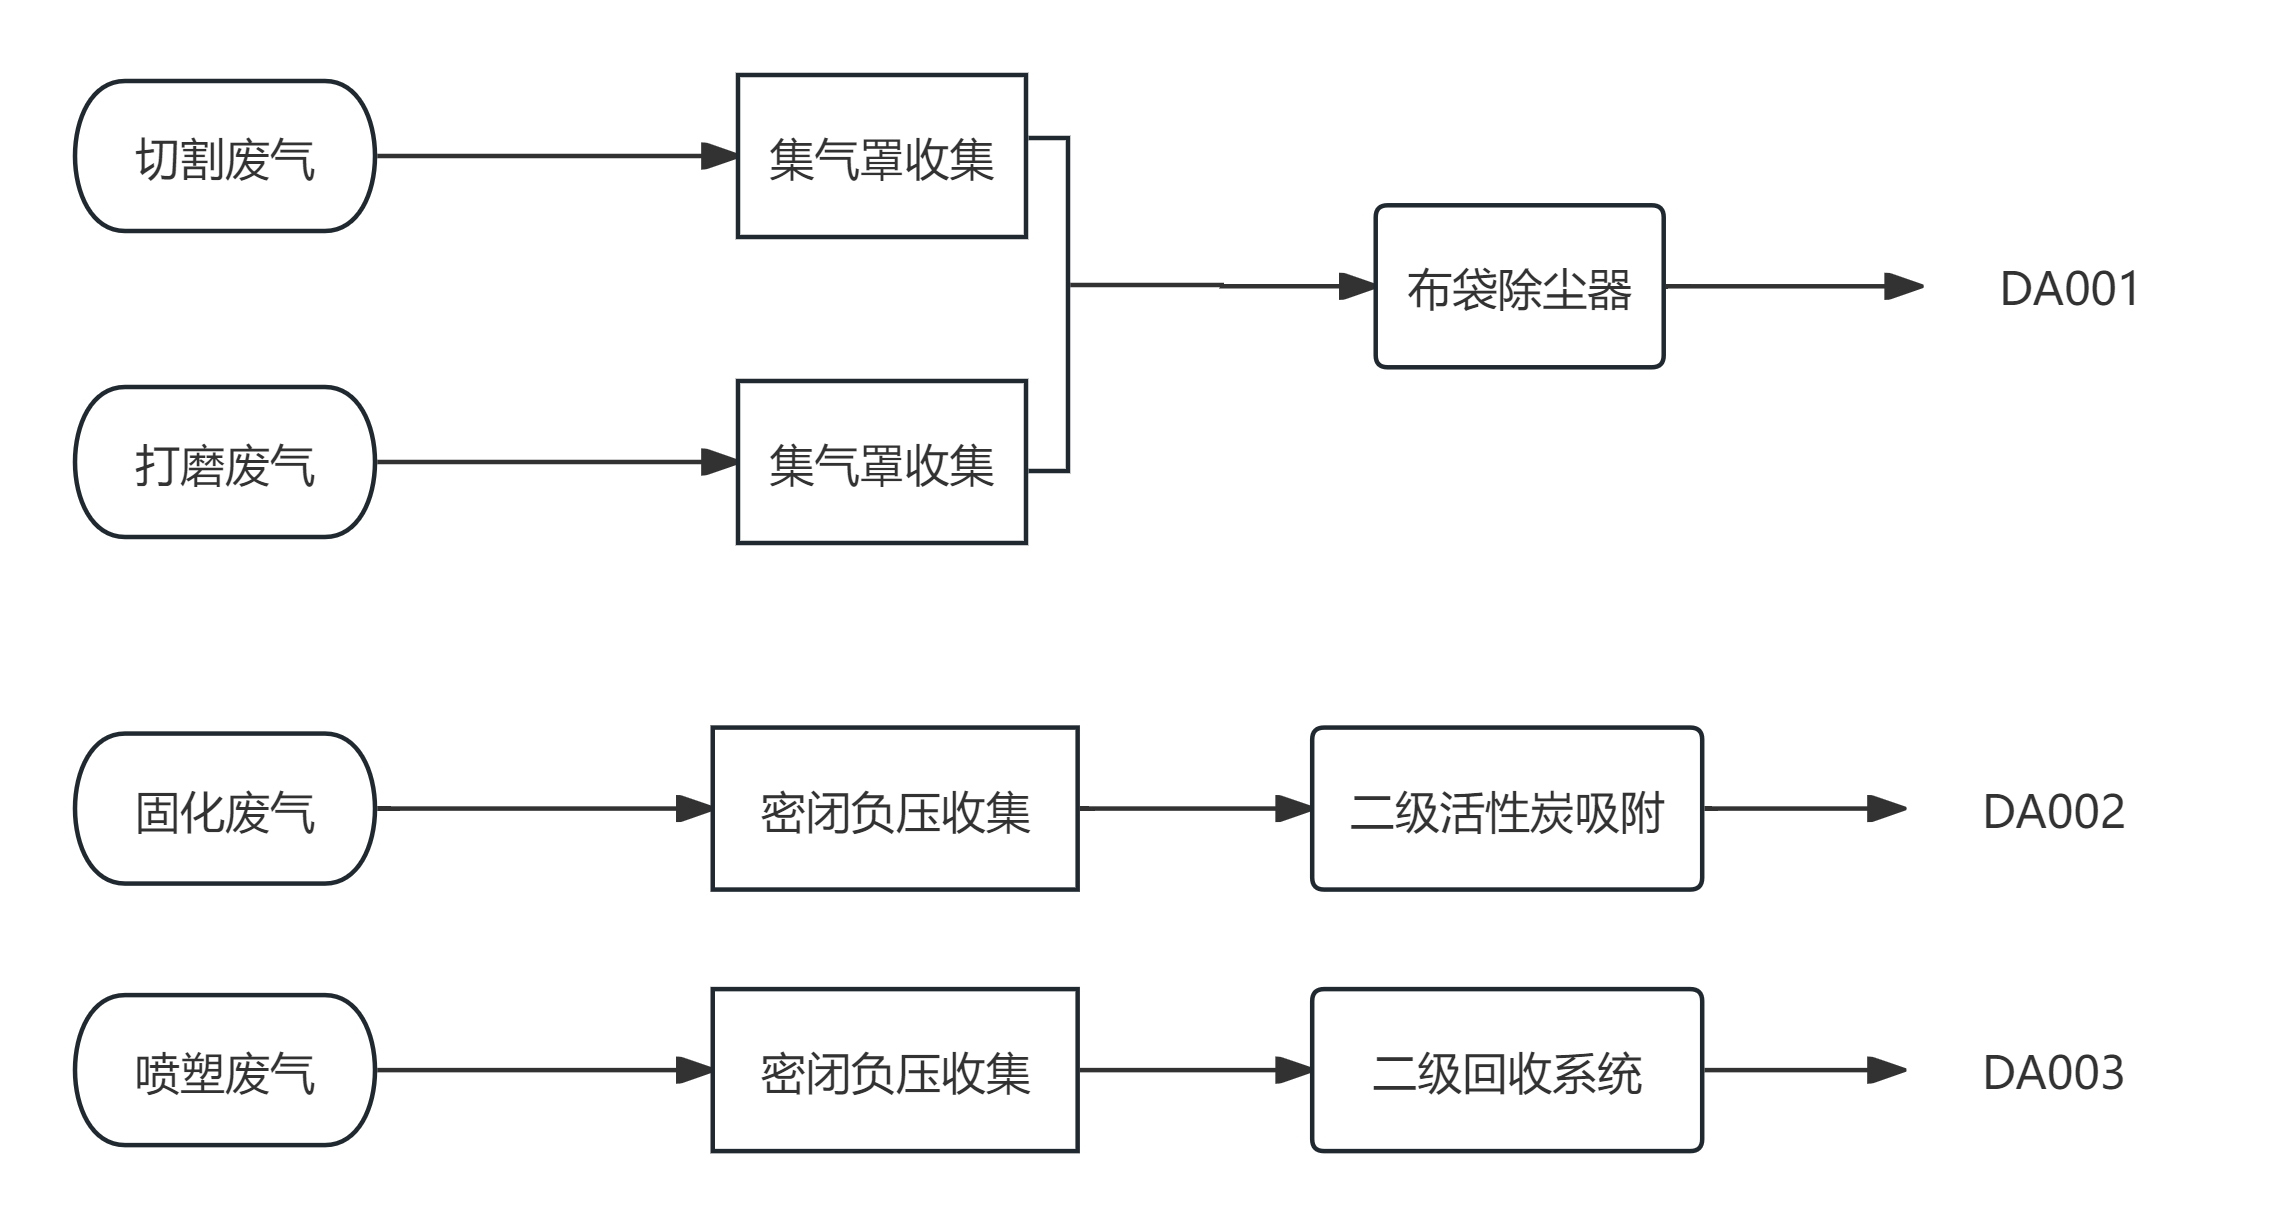 切割废气
集气罩收集
布袋除尘器
DA001
打磨废气
集气罩收集
固化废气
密闭负压收集
二级活性炭吸附
DA002
喷塑废气
密闭负压收集
二级回收系统
DA003